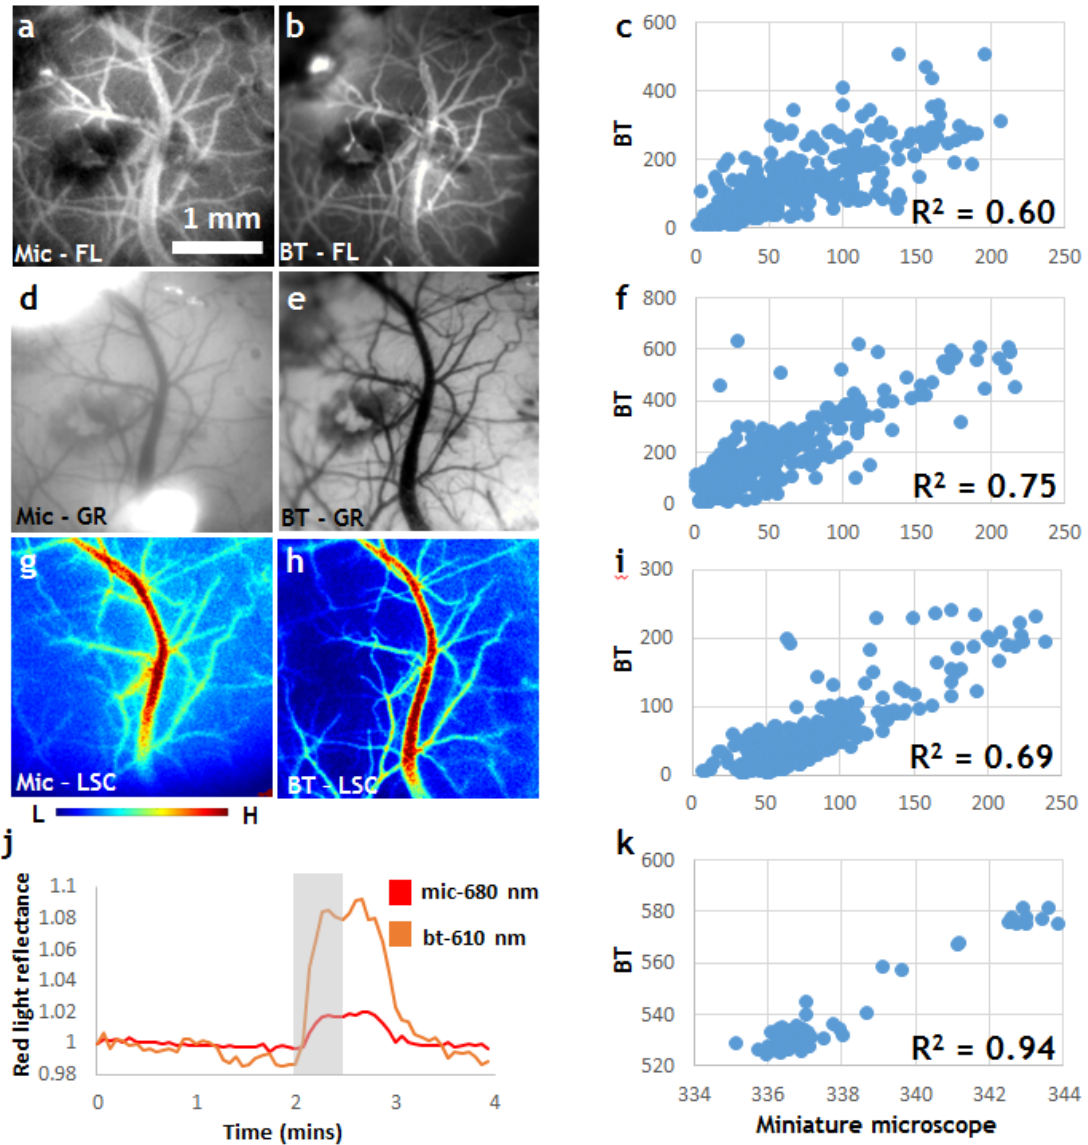 a
b
c
600
500
400
BT
200
100
0
R² = 0.60
0 50 100 150 200 250
1 mm
Mic - FL
BT - FL
d
e
f
800
600
BT
400
200
0
R² = 0.75
0 50 100 150 200 250
Mic - GR
BT - GR
g
h
i
300
200
BT
100
0
R² = 0.69
0 50 100 150 200 250
Mic - LSC
BT - LSC
L H
j
Red light reflectance
1.1
1.08
1.06
1.04
1.02
1
0.98
mic-680 nm
bt-610 nm
0 1 2 3 4
Time (mins)
k
600
580
BT
560
540
520
R² = 0.94
334 336 338 340 342 344
Miniature microscope